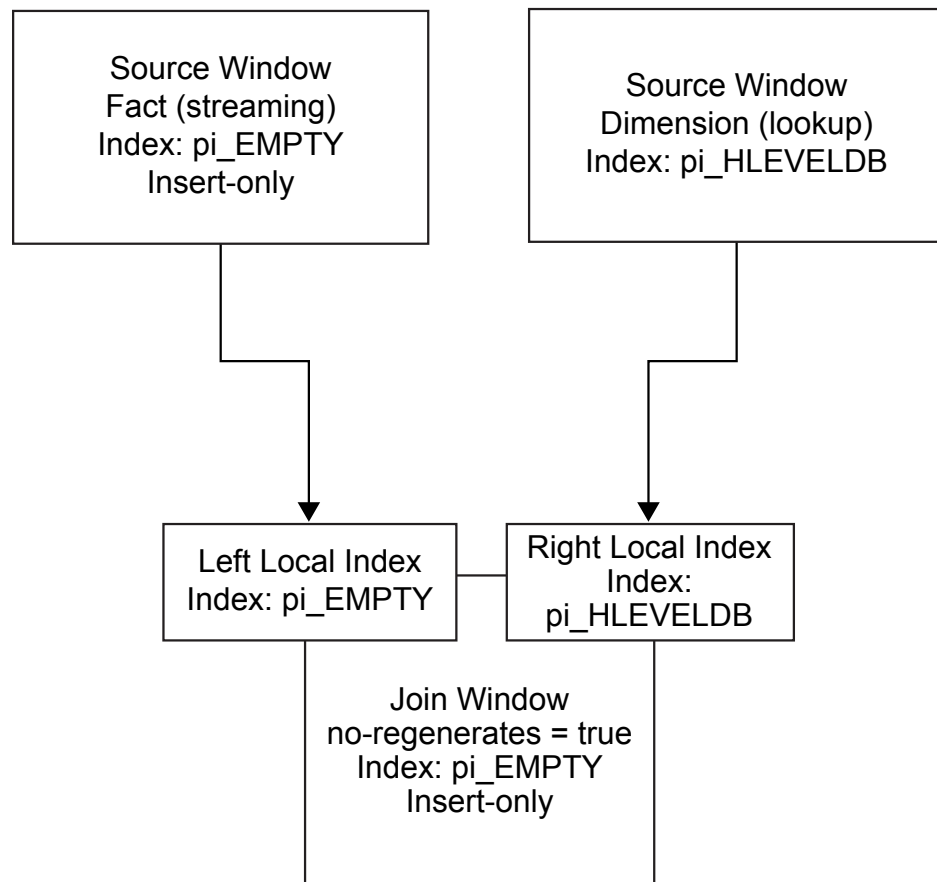 Source Window
Fact (streaming)
Index: pi_EMPTY
Insert-only
Source Window
Dimension (lookup)
Index: pi_HLEVELDB
Left Local Index
Index: pi_EMPTY
Right Local Index
Index:
pi_HLEVELDB
Join Window
no-regenerates = true
Index: pi_EMPTY
Insert-only